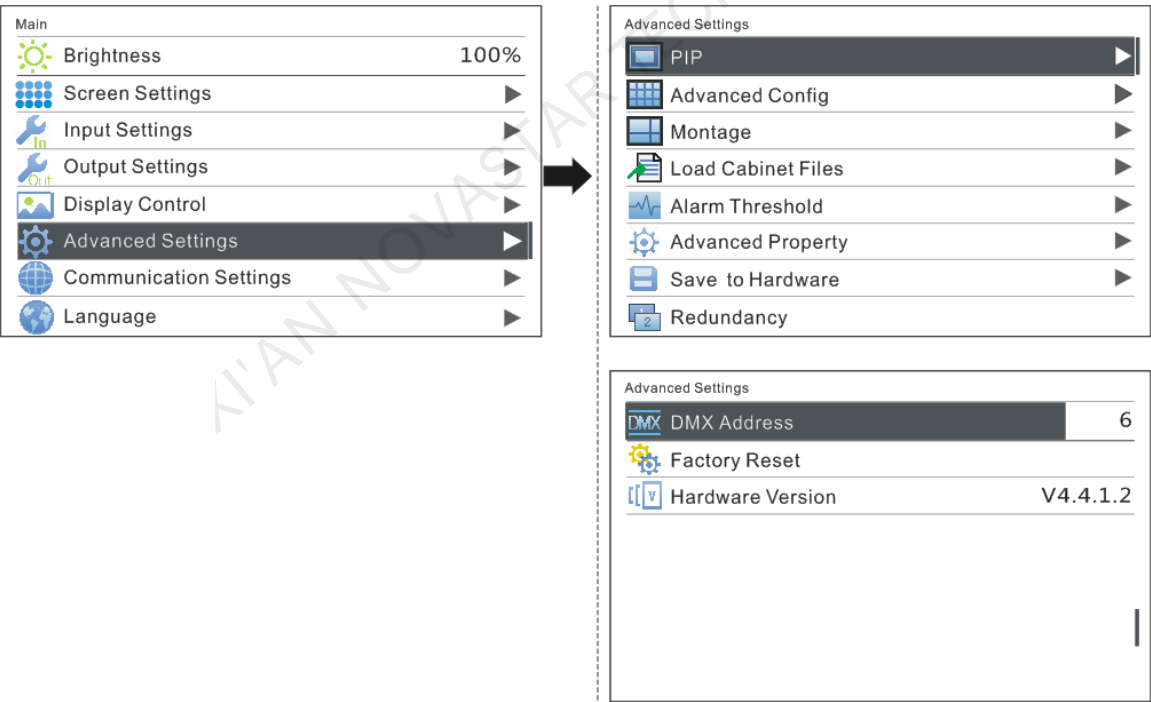 Main
Brightness 100%
Screen Settings
Input Settings
In
Output Settings
Out
Display Control
Advanced Settings
Communication Settings
Language
Advanced Settings
PIP
Advanced Config
Montage
Load Cabinet Files
Alarm Threshold
Advanced Property
Save to Hardware
2 Redundancy
Advanced Settings
DMX DMX Address 6
Factory Reset
V Hardware Version V4.4.1.2
XI'AN NOVASTAR TECH